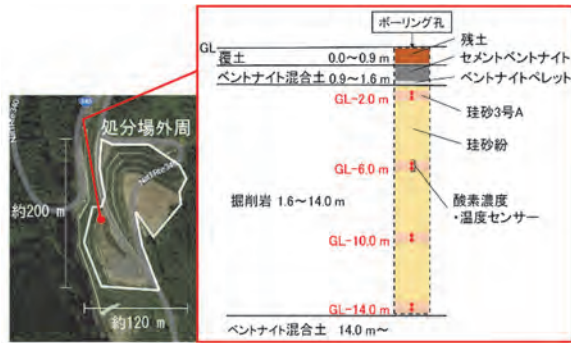 ボーリング孔
GL
残土
覆土 0.0～0.9 m
セメントベントナイト
ベントナイト混合土 0.9～1.6 m
ベントナイトペレット
GL-2.0 m
珪砂3号A
処分場外周
珪砂紛
GL-6.0 m
約200 m
掘削岩 1.6～14.0 m
酸素濃度
・温度センサー
GL-10.0 m
GL-14.0 m
約120 m
ベントナイト混合土 14.0 m～